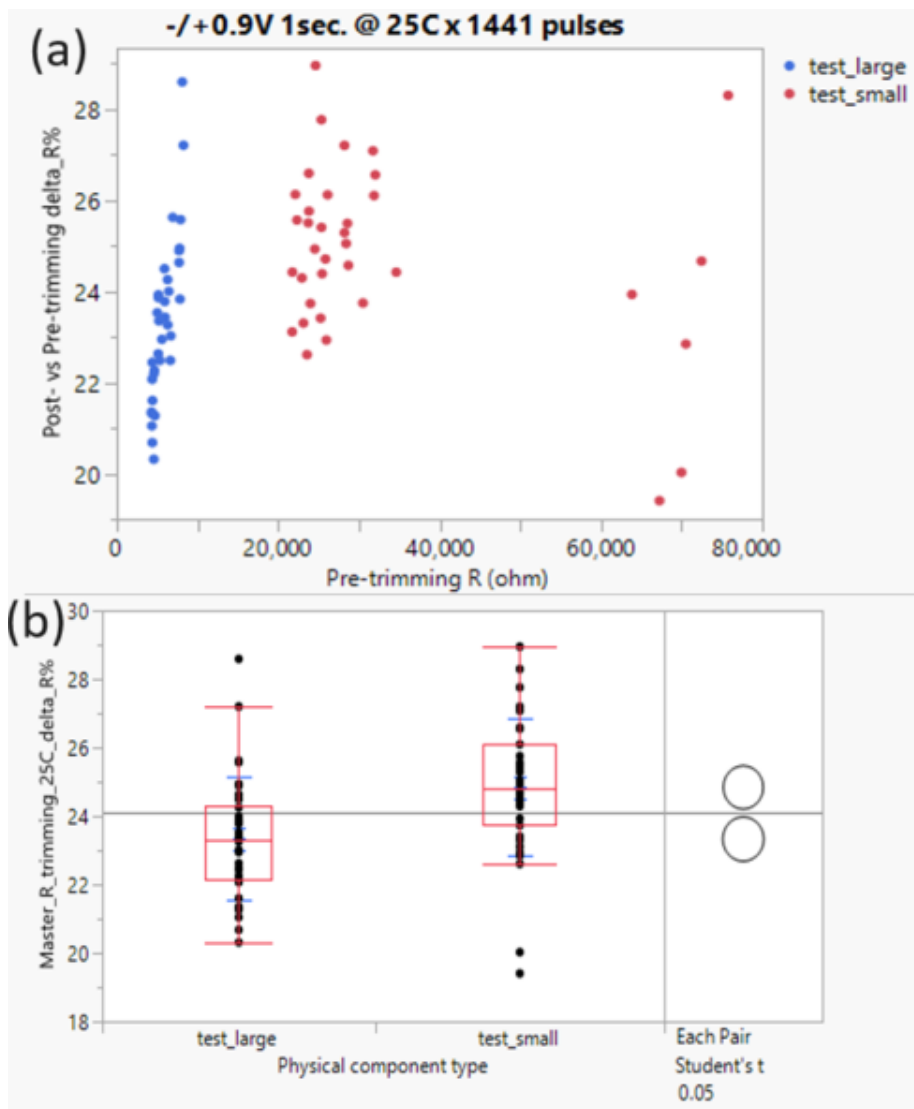 -/+0.9V 1sec. @ 25C x 1441 pulses
(a)
test_large
test_small
Post- vs Pre-trimming delta_R%
28
26
24
22
20
0 20,000 40,000 60,000 80,000
Pre-trimming R (ohm)
(b)
Master_R_trimming_25C_delta_R%
30
28
26
24
22
20
18
test_large test_small Each Pair
Physical component type Student's t
0.05